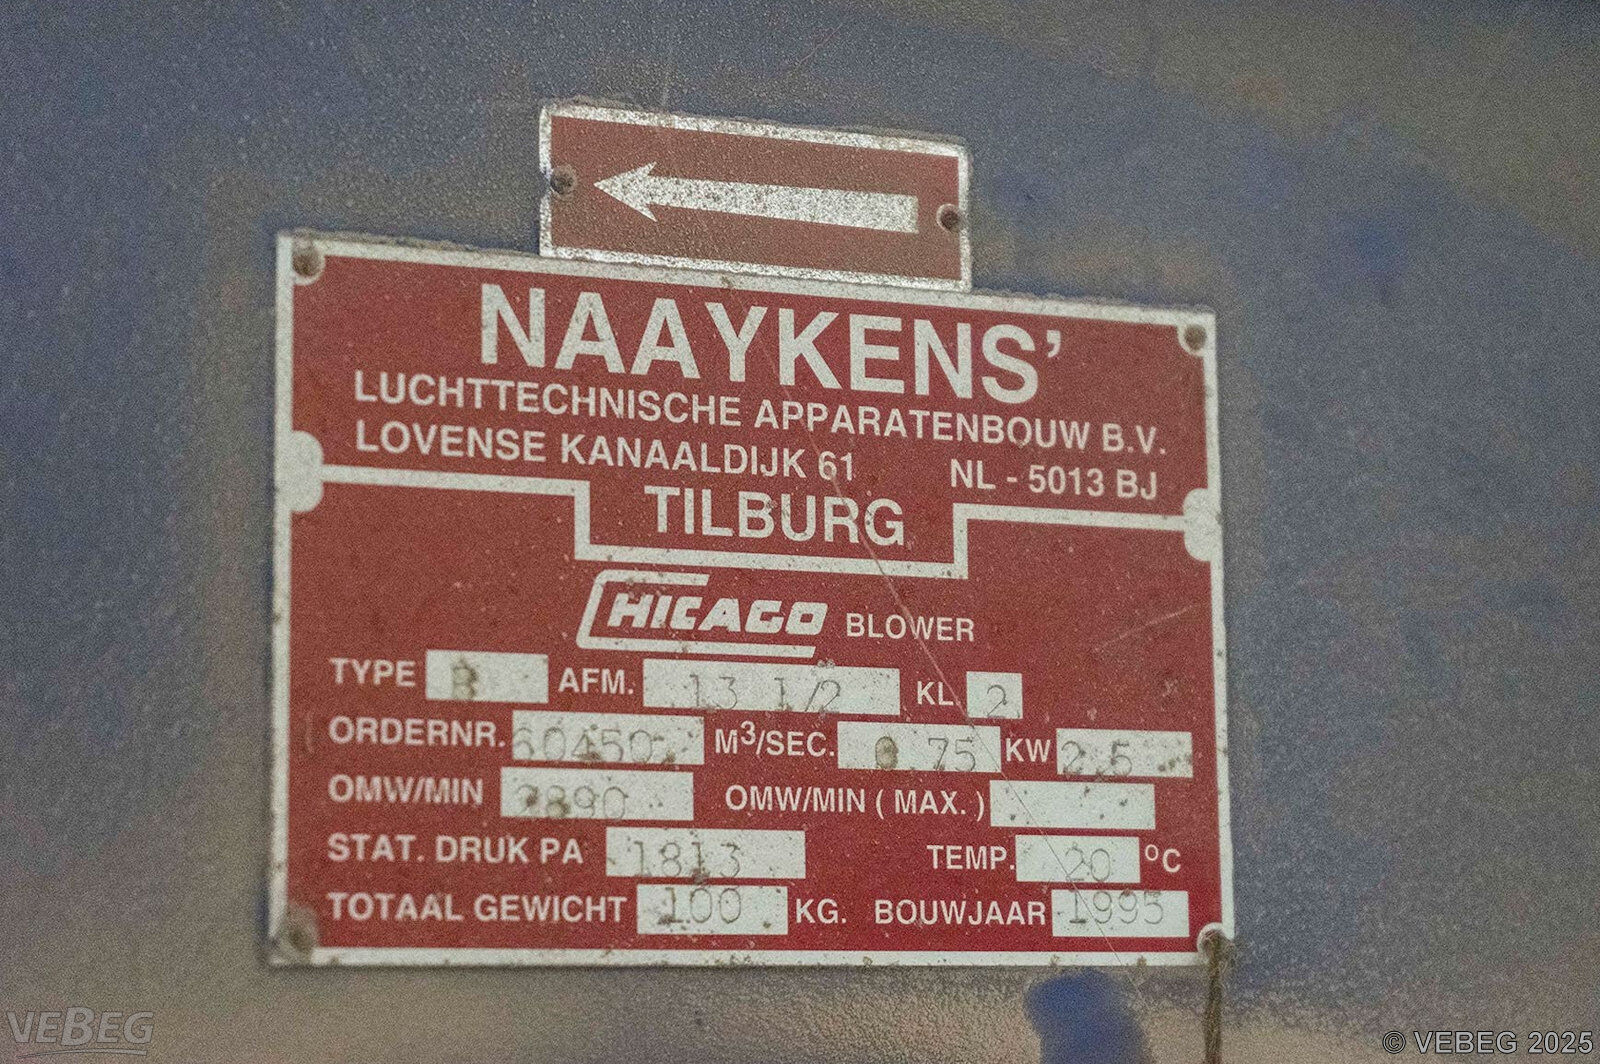 NAAYKENS'
LUCHTTECHNISCHE APPARATENBOUW B.V.
LOVENSE KANAALDIJK 61 NL - 5013 BJ
TILBURG
CHICAGO BLOWER
TYPE B AFM. 13 1/2 KL 2
ORDERNR. 60450 M³/SEC. 0.75 KW 2.5
OMW/MIN 2890 OMW/MIN ( MAX. )
STAT. DRUK PA 1813 TEMP. 20 °C
TOTAAL GEWICHT 100 KG. BOUWJAAR 1995
VEBEG
© VEBEG 2025